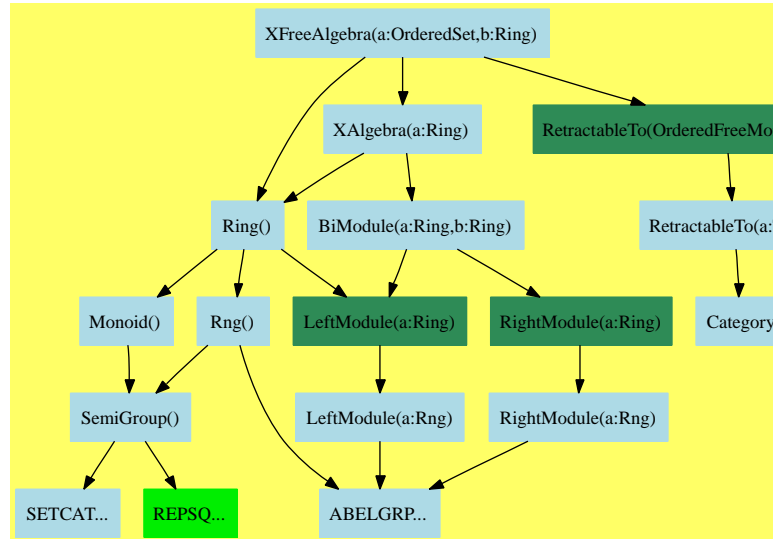 XFreeAlgebra(a:OrderedSet,b:Ring)
XAlgebra(a:Ring)
RetractableTo(OrderedFreeMo
Ring()
BiModule(a:Ring,b:Ring)
RetractableTo(a:
Monoid()
Rng()
LeftModule(a:Ring)
RightModule(a:Ring)
Category
SemiGroup()
LeftModule(a:Rng)
RightModule(a:Rng)
SETCAT...
REPSQ...
ABELGRP...